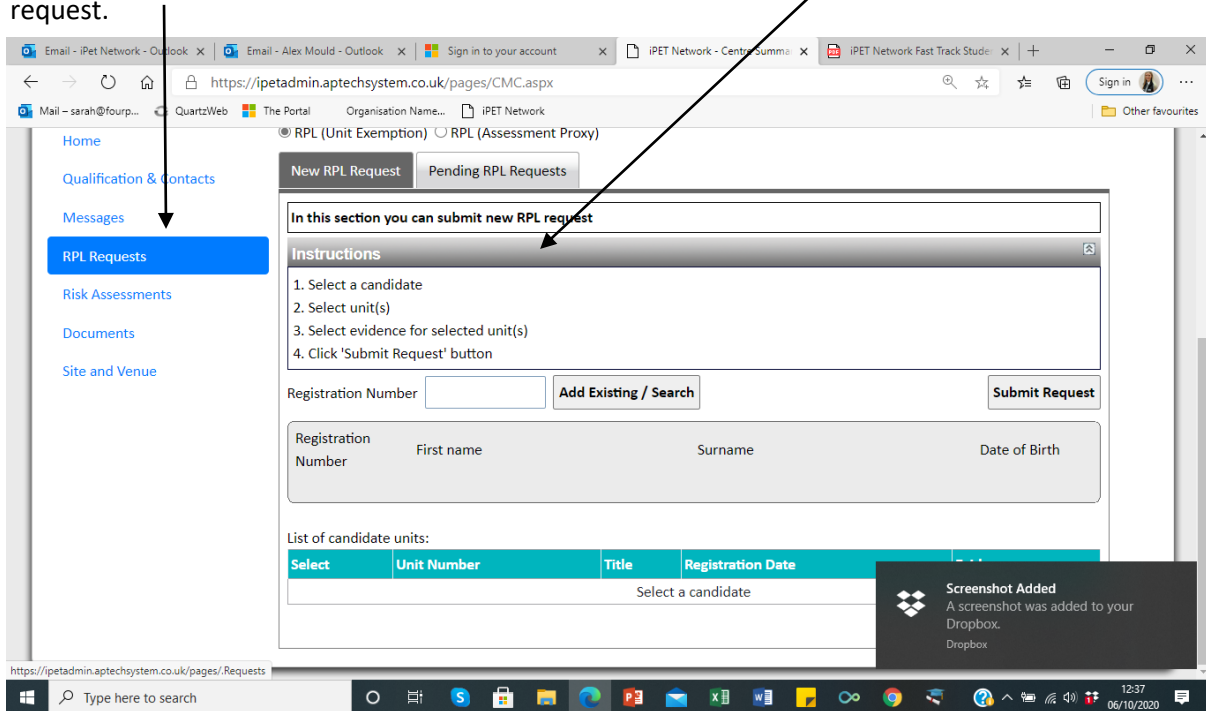 request.
Email - iPet Network - Outlook
Email - Alex Mould - Outlook
Sign in to your account
iPET Network - Centre Summa
iPET Network Fast Track Studen
https://ipetadmin.aptechsystem.co.uk/pages/CMC.aspx
Sign in
Mail – sarah@fourp...
QuartzWeb
The Portal
Organisation Name...
iPET Network
Other favourites
Home
Qualification & Contacts
Messages
RPL Requests
Risk Assessments
Documents
Site and Venue
RPL (Unit Exemption) RPL (Assessment Proxy)
New RPL Request
Pending RPL Requests
In this section you can submit new RPL request
Instructions
1. Select a candidate
2. Select unit(s)
3. Select evidence for selected unit(s)
4. Click 'Submit Request' button
Registration Number
Add Existing / Search
Submit Request
Registration
Number
First name
Surname
Date of Birth
List of candidate units:
Select
Unit Number
Title
Registration Date
Select a candidate
Screenshot Added
A screenshot was added to your
Dropbox.
Dropbox
https://ipetadmin.aptechsystem.co.uk/pages/.Requests
Type here to search
12:37
06/10/2020